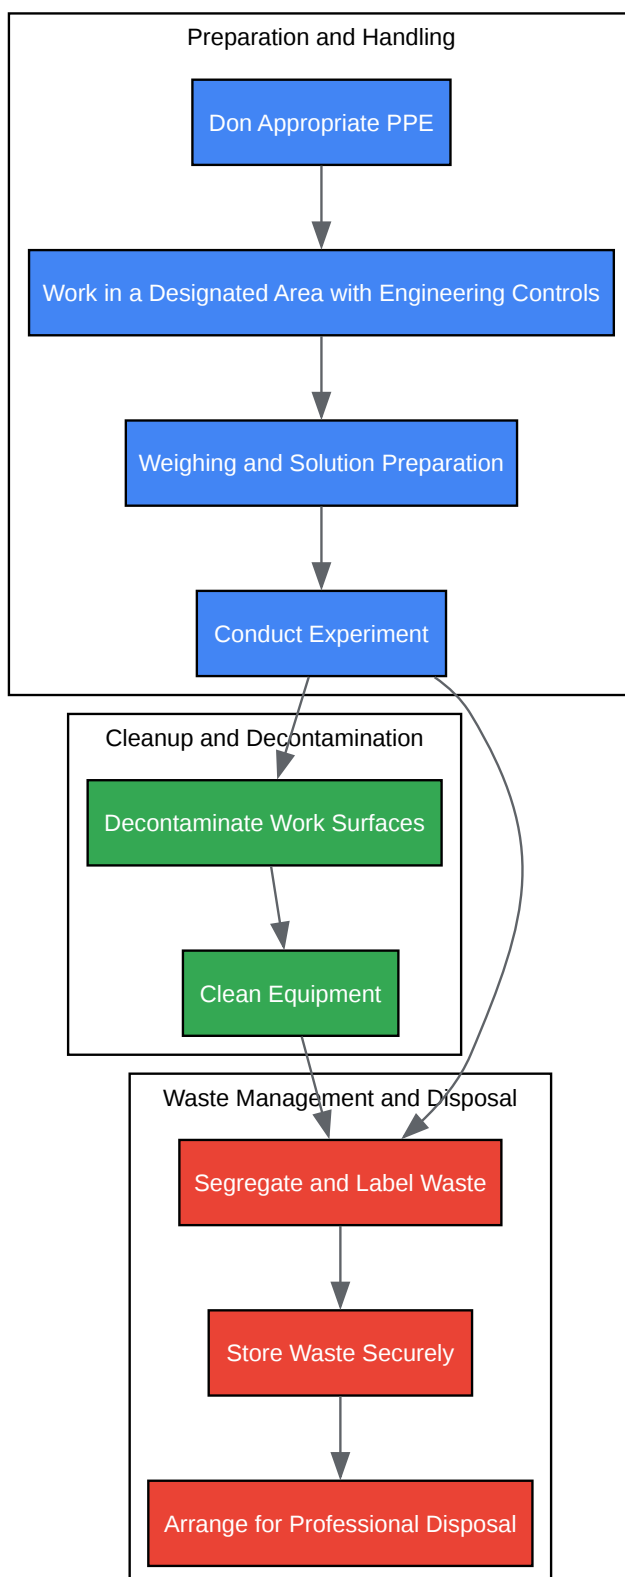 Preparation and Handling
Don Appropriate PPE
Work in a Designated Area with Engineering Controls
Weighing and Solution Preparation
Conduct Experiment
Cleanup and Decontamination
Decontaminate Work Surfaces
Clean Equipment
Waste Management and Disposal
Segregate and Label Waste
Store Waste Securely
Arrange for Professional Disposal